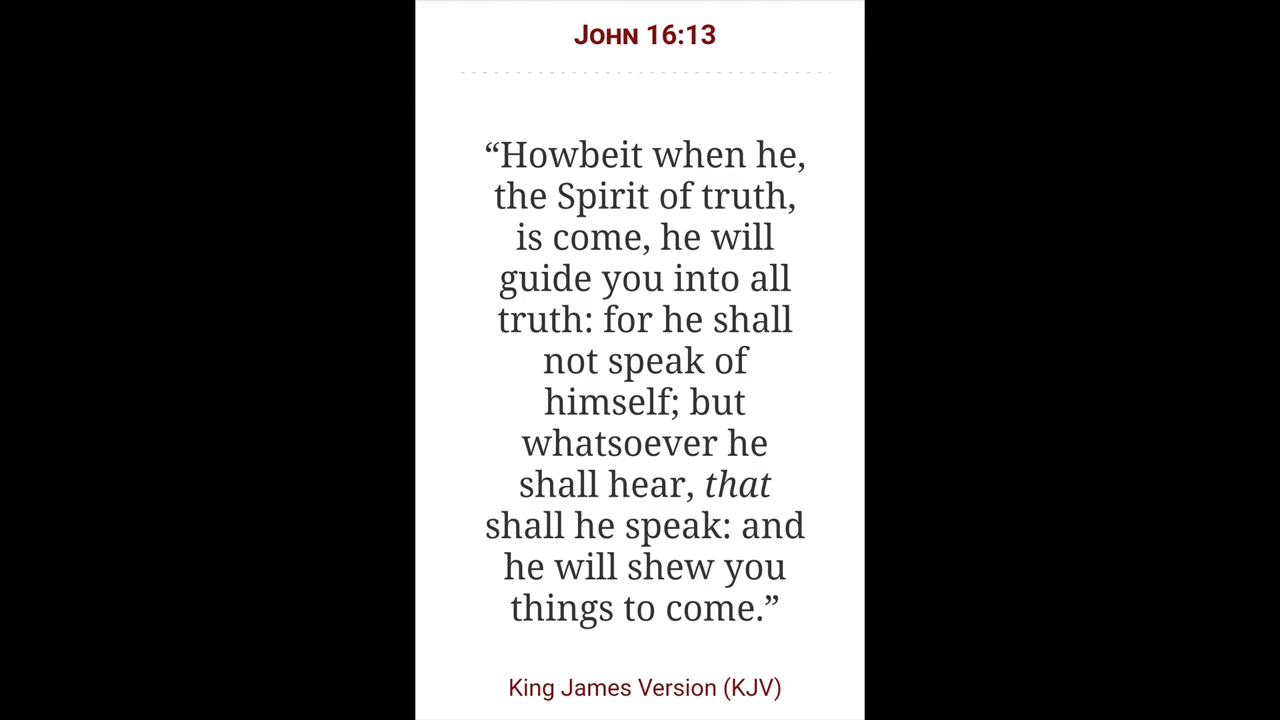 John 16:13
“Howbeit when he,
the Spirit of truth,
is come, he will
guide you into all
truth: for he shall
not speak of
himself; but
whatsoever he
shall hear, that
shall he speak: and
he will shew you
things to come.”
King James Version (KJV)